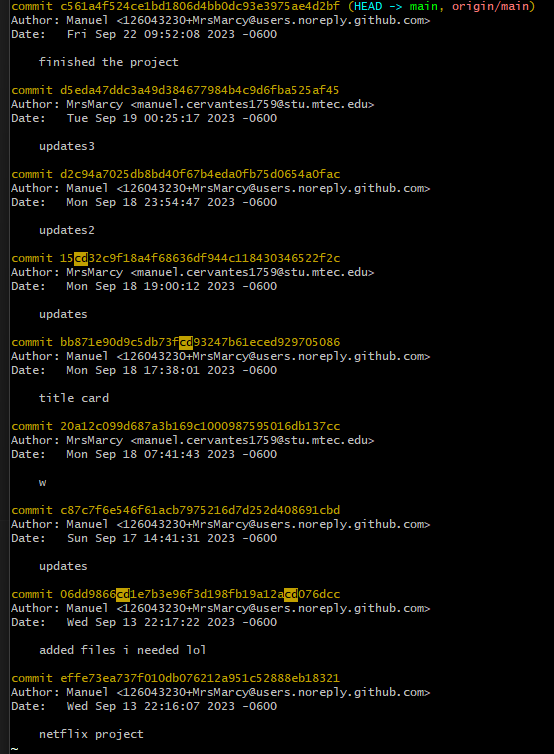 commit c561a4f524ce1bd1806d4bb0dc93e3975ae4d2bf (HEAD -> main, origin/main)
Author: Manuel <126043230+MrsMarcy@users.noreply.github.com>
Date:   Fri Sep 22 09:52:08 2023 -0600

    finished the project

commit d5eda47ddc3a49d384677984b4c9d6fba525af45
Author: MrsMarcy <manuel.cervantes1759@stu.mtec.edu>
Date:   Tue Sep 19 00:25:17 2023 -0600

    updates3

commit d2c94a7025db8bd40f67b4eda0fb75d0654a0fac
Author: Manuel <126043230+MrsMarcy@users.noreply.github.com>
Date:   Mon Sep 18 23:54:47 2023 -0600

    updates2

commit 15cd32c9f18a4f68636df944c118430346522f2c
Author: MrsMarcy <manuel.cervantes1759@stu.mtec.edu>
Date:   Mon Sep 18 19:00:12 2023 -0600

    updates

commit bb871e90d9c5db73fcd93247b61eced929705086
Author: Manuel <126043230+MrsMarcy@users.noreply.github.com>
Date:   Mon Sep 18 17:38:01 2023 -0600

    title card

commit 20a12c099d687a3b169c1000987595016db137cc
Author: MrsMarcy <manuel.cervantes1759@stu.mtec.edu>
Date:   Mon Sep 18 07:41:43 2023 -0600

    w

commit c87c7f6e546f61acb7975216d7d252d408691cbd
Author: Manuel <126043230+MrsMarcy@users.noreply.github.com>
Date:   Sun Sep 17 14:41:31 2023 -0600

    updates

commit 06dd9866cd1e7b3e96f3d198fb19a12acd076dcc
Author: Manuel <126043230+MrsMarcy@users.noreply.github.com>
Date:   Wed Sep 13 22:17:22 2023 -0600

    added files i needed lol

commit effe73ea737f010db076212a951c52888eb18321
Author: Manuel <126043230+MrsMarcy@users.noreply.github.com>
Date:   Wed Sep 13 22:16:07 2023 -0600

    netflix project
~